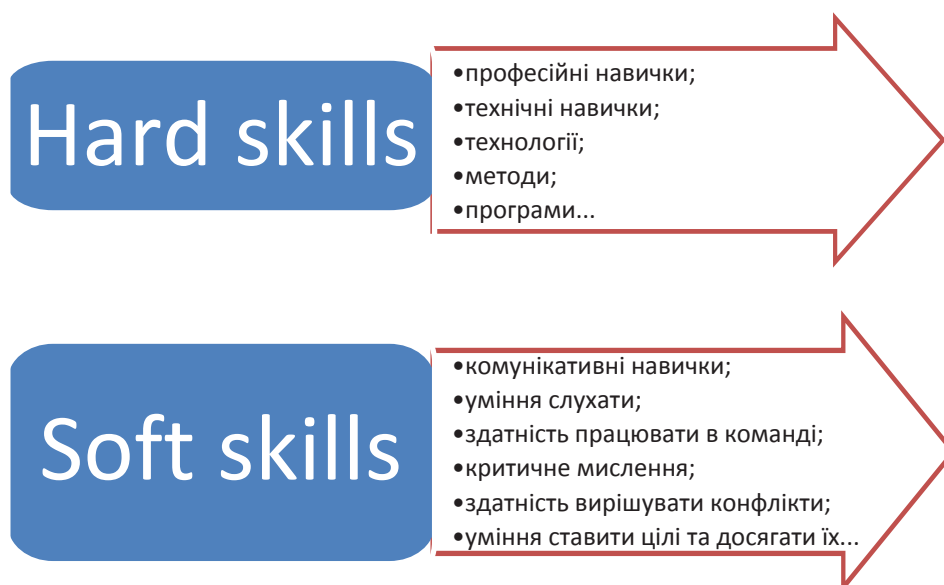 Hard skills
•професійні навички;
•технічні навички;
•технології;
•методи;
•програми...
Soft skills
•комунікативні навички;
•уміння слухати;
•здатність працювати в команді;
•критичне мислення;
•здатність вирішувати конфлікти;
•уміння ставити цілі та досягати їх...